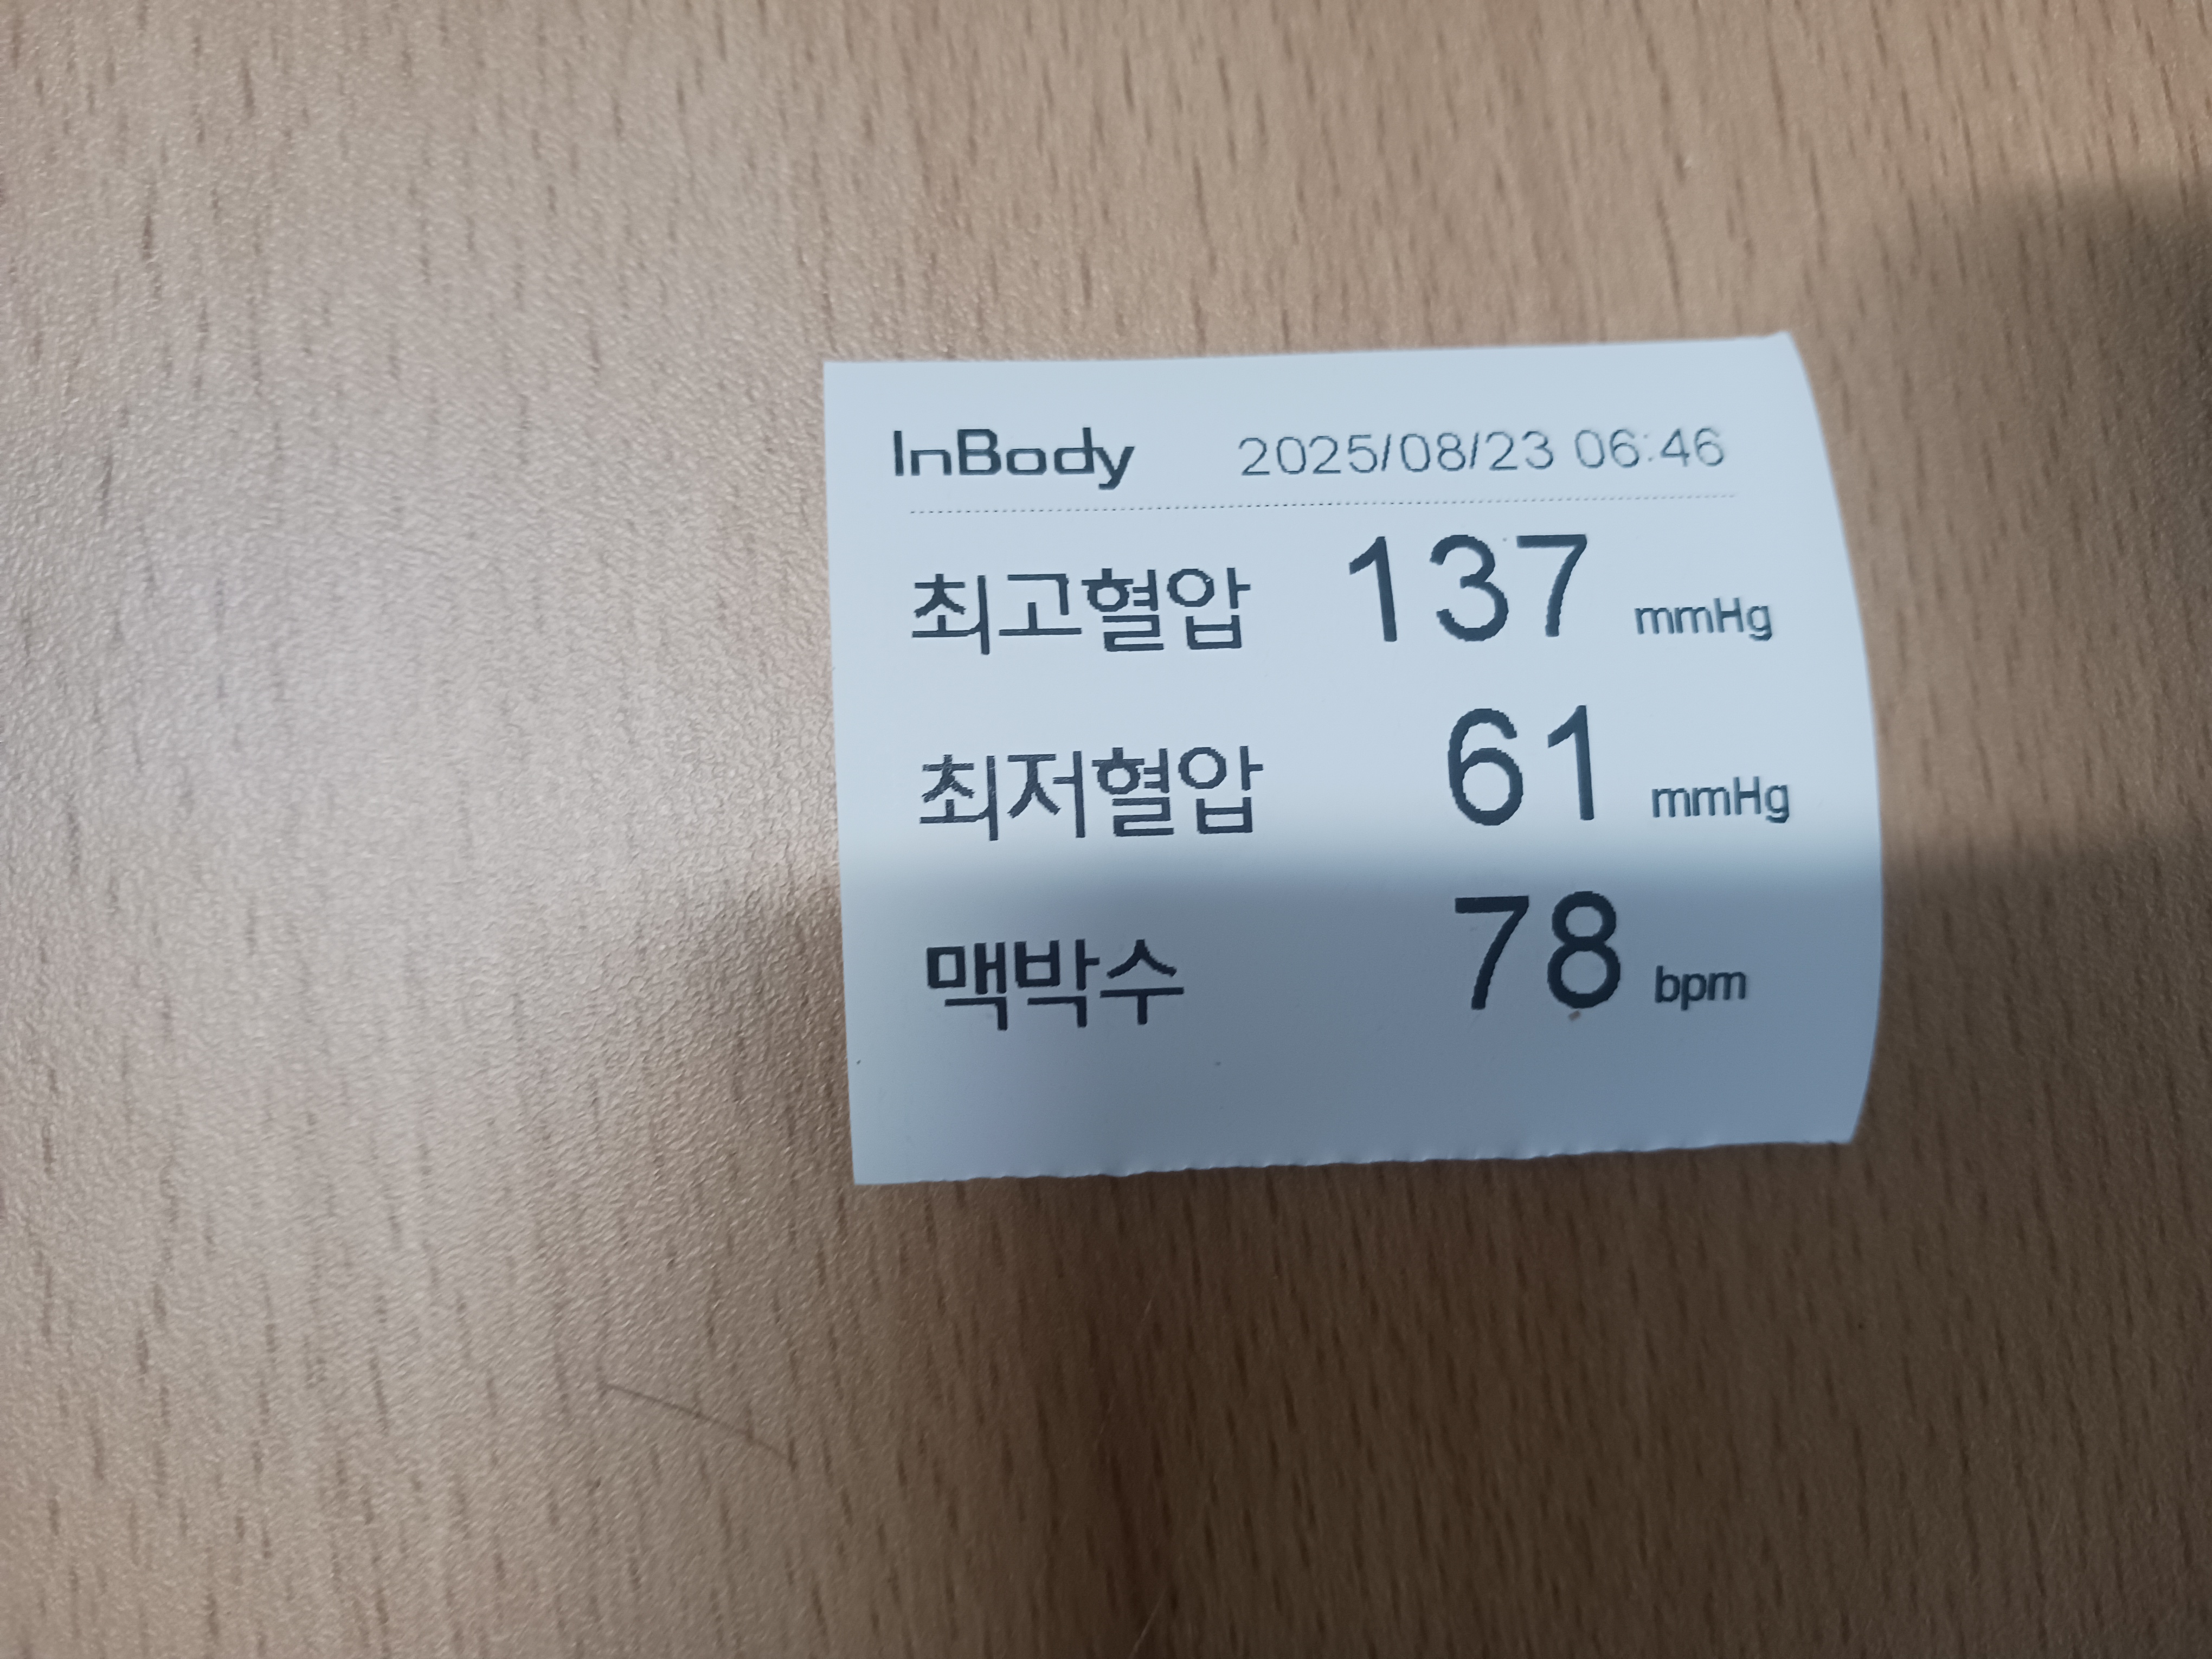 InBody 2025/08/23 06:46
최고혈압 137 mmHg
최저혈압 61 mmHg
맥박수 78 bpm